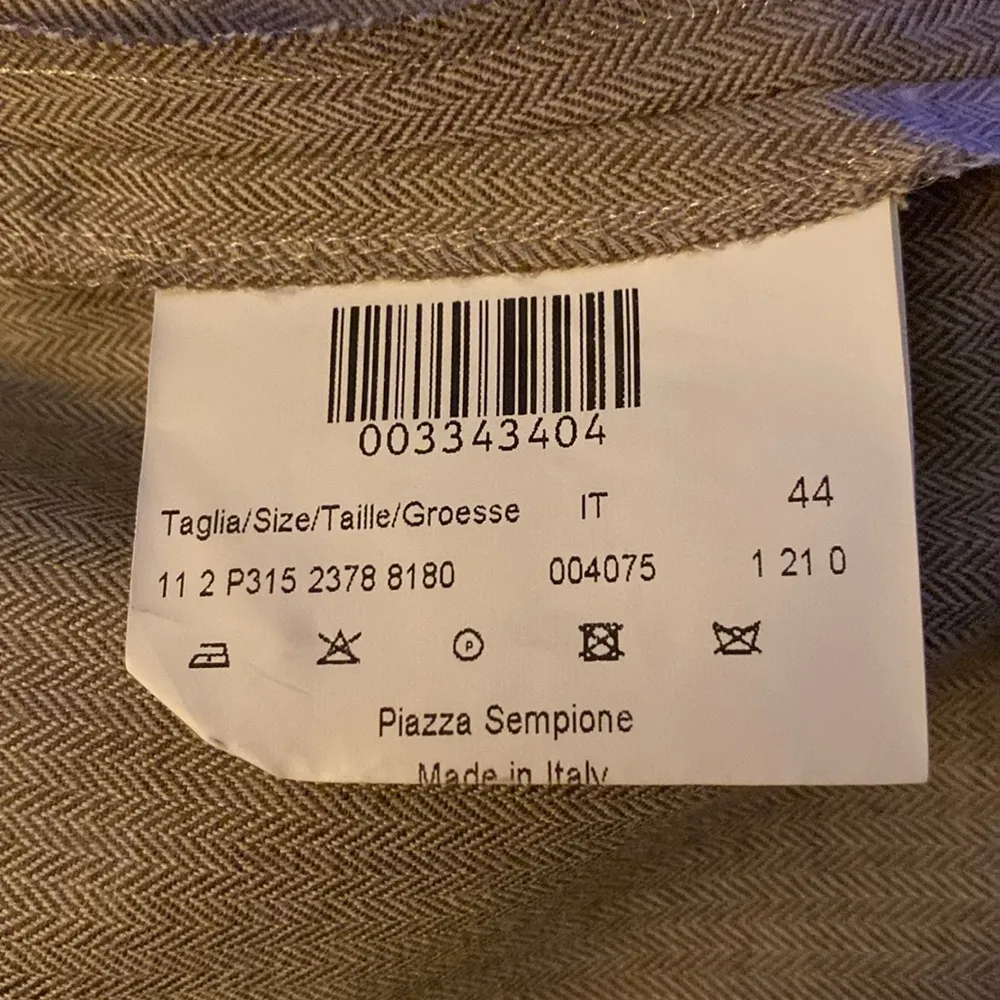 003343404
Taglia/Size/Taille/Groesse IT 44
11 2 P315 2378 8180 004075 1 21 0
P
Piazza Sempione
Made in Italy